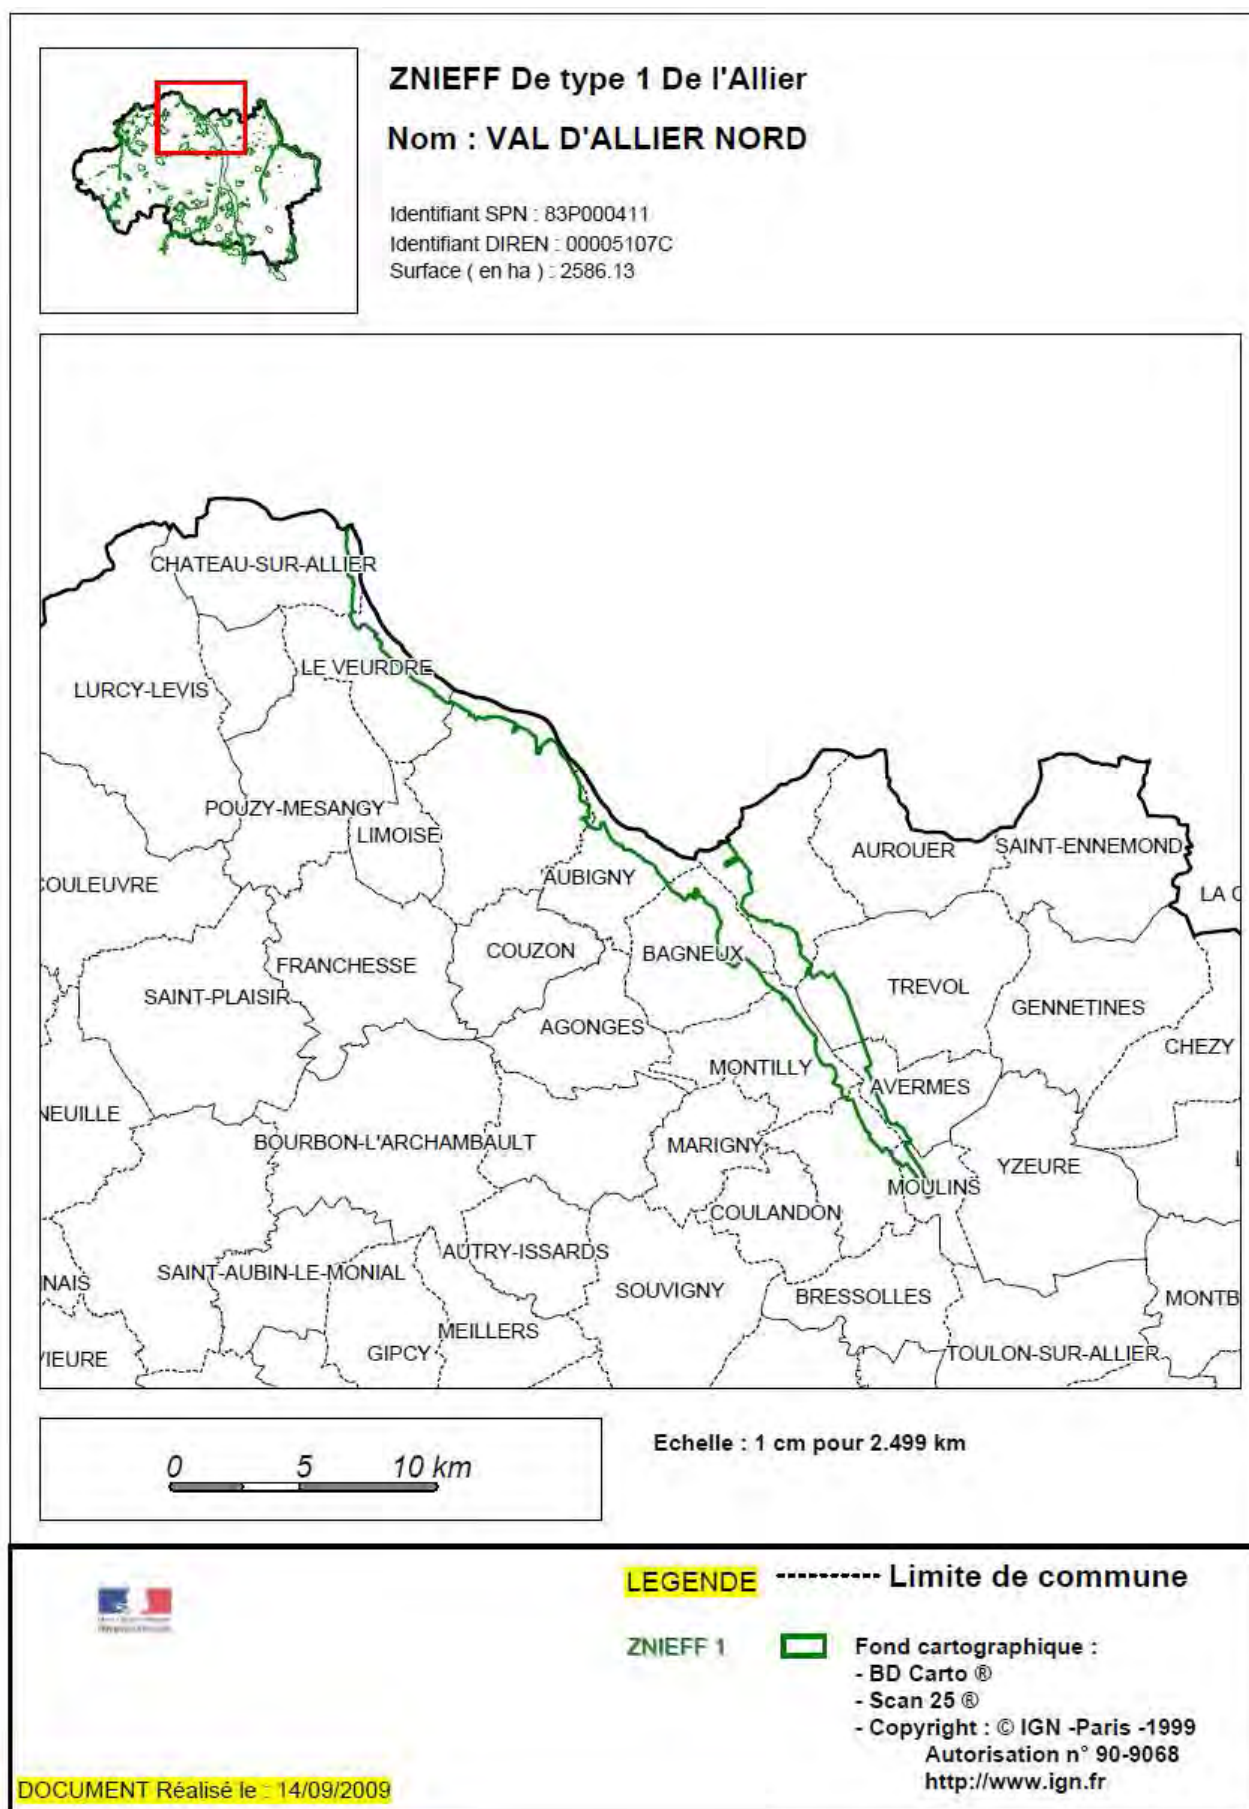 ZNIEFF De type 1 De l'Allier
Nom : VAL D'ALLIER NORD
Identifiant SPN : 83P000411
Identifiant DIREN : 00005107C
Surface ( en ha ) : 2586.13
CHATEAU-SUR-ALLIER
LE VEURDRE
LURCY-LEVIS
POUZY-MESANGY
LIMOISE
AUROUER
SAINT-ENNEMOND
COULEUVRE
AUBIGNY
LA C
COUZON
BAGNEUX
FRANCHESSE
SAINT-PLAISIR
TREVOL
GENNETINES
AGONGES
CHEZY
MONTILLY
AVERMES
NEUILLE
BOURBON-L'ARCHAMBAULT
MARIGNY
YZEURE
L
MOULINS
COULANDON
AUTRY-ISSARDS
SAINT-AUBIN-LE-MONIAL
NAIS
SOUVIGNY
BRESSOLLES
MONTB
MEILLERS
GIPCY
VIEURE
TOULON-SUR-ALLIER
0 5 10 km
Echelle : 1 cm pour 2.499 km
LEGENDE
Limite de commune
ZNIEFF 1
Fond cartographique :
- BD Carto ®
- Scan 25 ®
- Copyright : © IGN -Paris -1999
Autorisation n° 90-9068
http://www.ign.fr
DOCUMENT Réalisé le : 14/09/2009